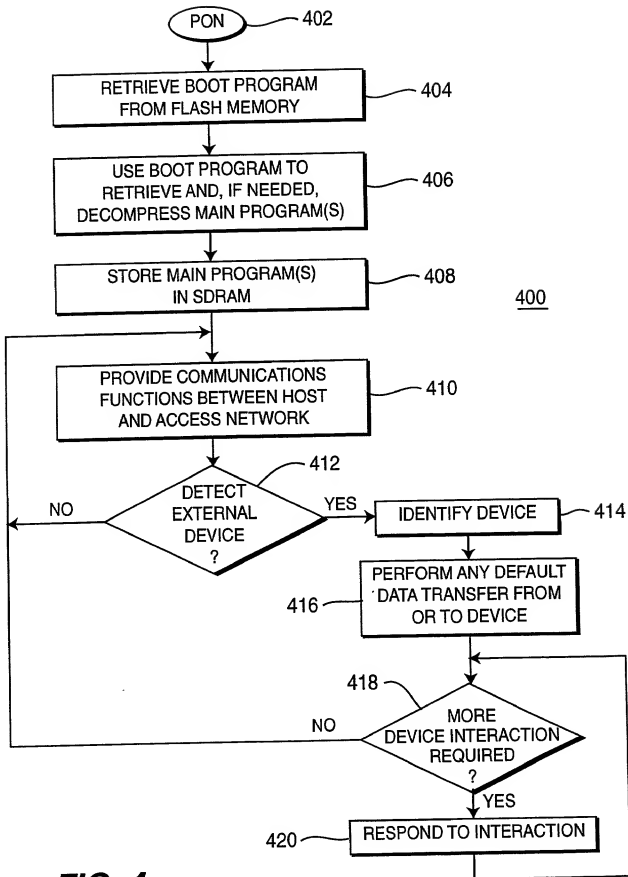 PON
402
RETRIEVE BOOT PROGRAM
FROM FLASH MEMORY
404
USE BOOT PROGRAM TO
RETRIEVE AND, IF NEEDED,
DECOMPRESS MAIN PROGRAM(S)
406
STORE MAIN PROGRAM(S)
IN SDRAM
408
400
PROVIDE COMMUNICATIONS
FUNCTIONS BETWEEN HOST
AND ACCESS NETWORK
410
412
DETECT
EXTERNAL
DEVICE
?
NO
YES
IDENTIFY DEVICE
414
PERFORM ANY DEFAULT
DATA TRANSFER FROM
OR TO DEVICE
416
418
MORE
DEVICE INTERACTION
REQUIRED
?
NO
YES
RESPOND TO INTERACTION
420
FIG. 4